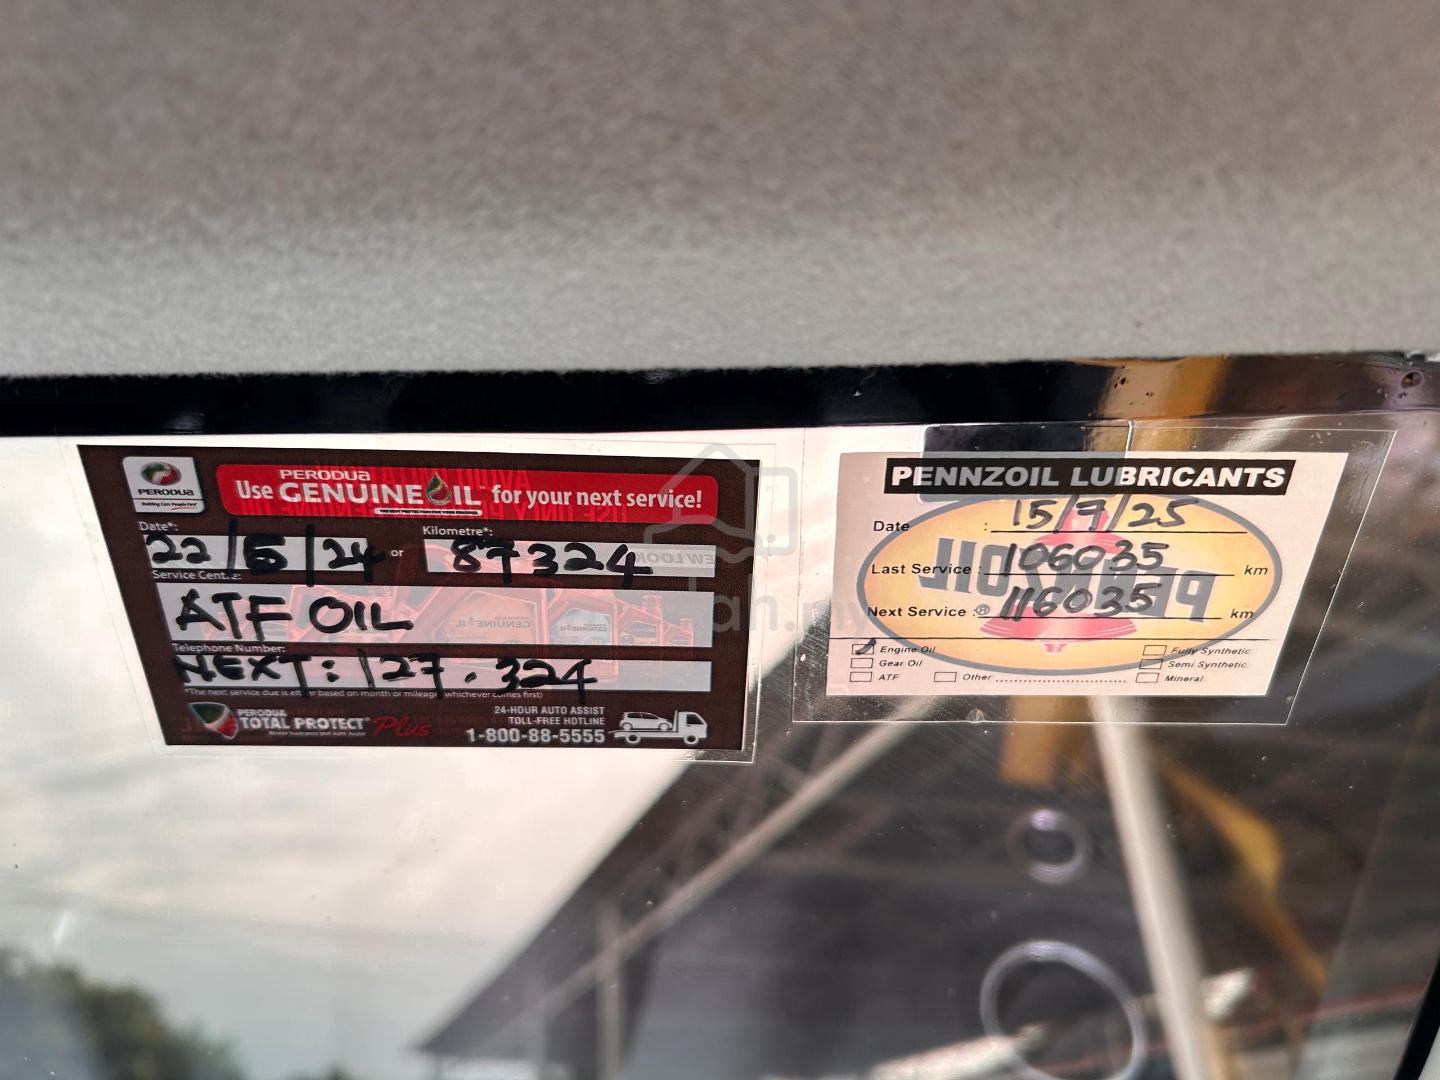 PERODUA
Building Cars, People First
PERODUA
Use GENUINE OIL for your next service!
Date*:
Kilometre*:
22/5/24 or 87324
Service Centre:
ATF OIL
Telephone Number:
NEXT: 127.324
*The next service due is either based on month or mileage (whichever comes first)
PERODUA
TOTAL PROTECT Plus
24-HOUR AUTO ASSIST
TOLL-FREE HOTLINE
1-800-88-5555
PENNZOIL LUBRICANTS
Date : 15/7/25
PENNZOIL
Last Service : 106035 km
Next Service : 116035 km
Engine Oil
Fully Synthetic
Gear Oil
Semi Synthetic
ATF
Other
Mineral